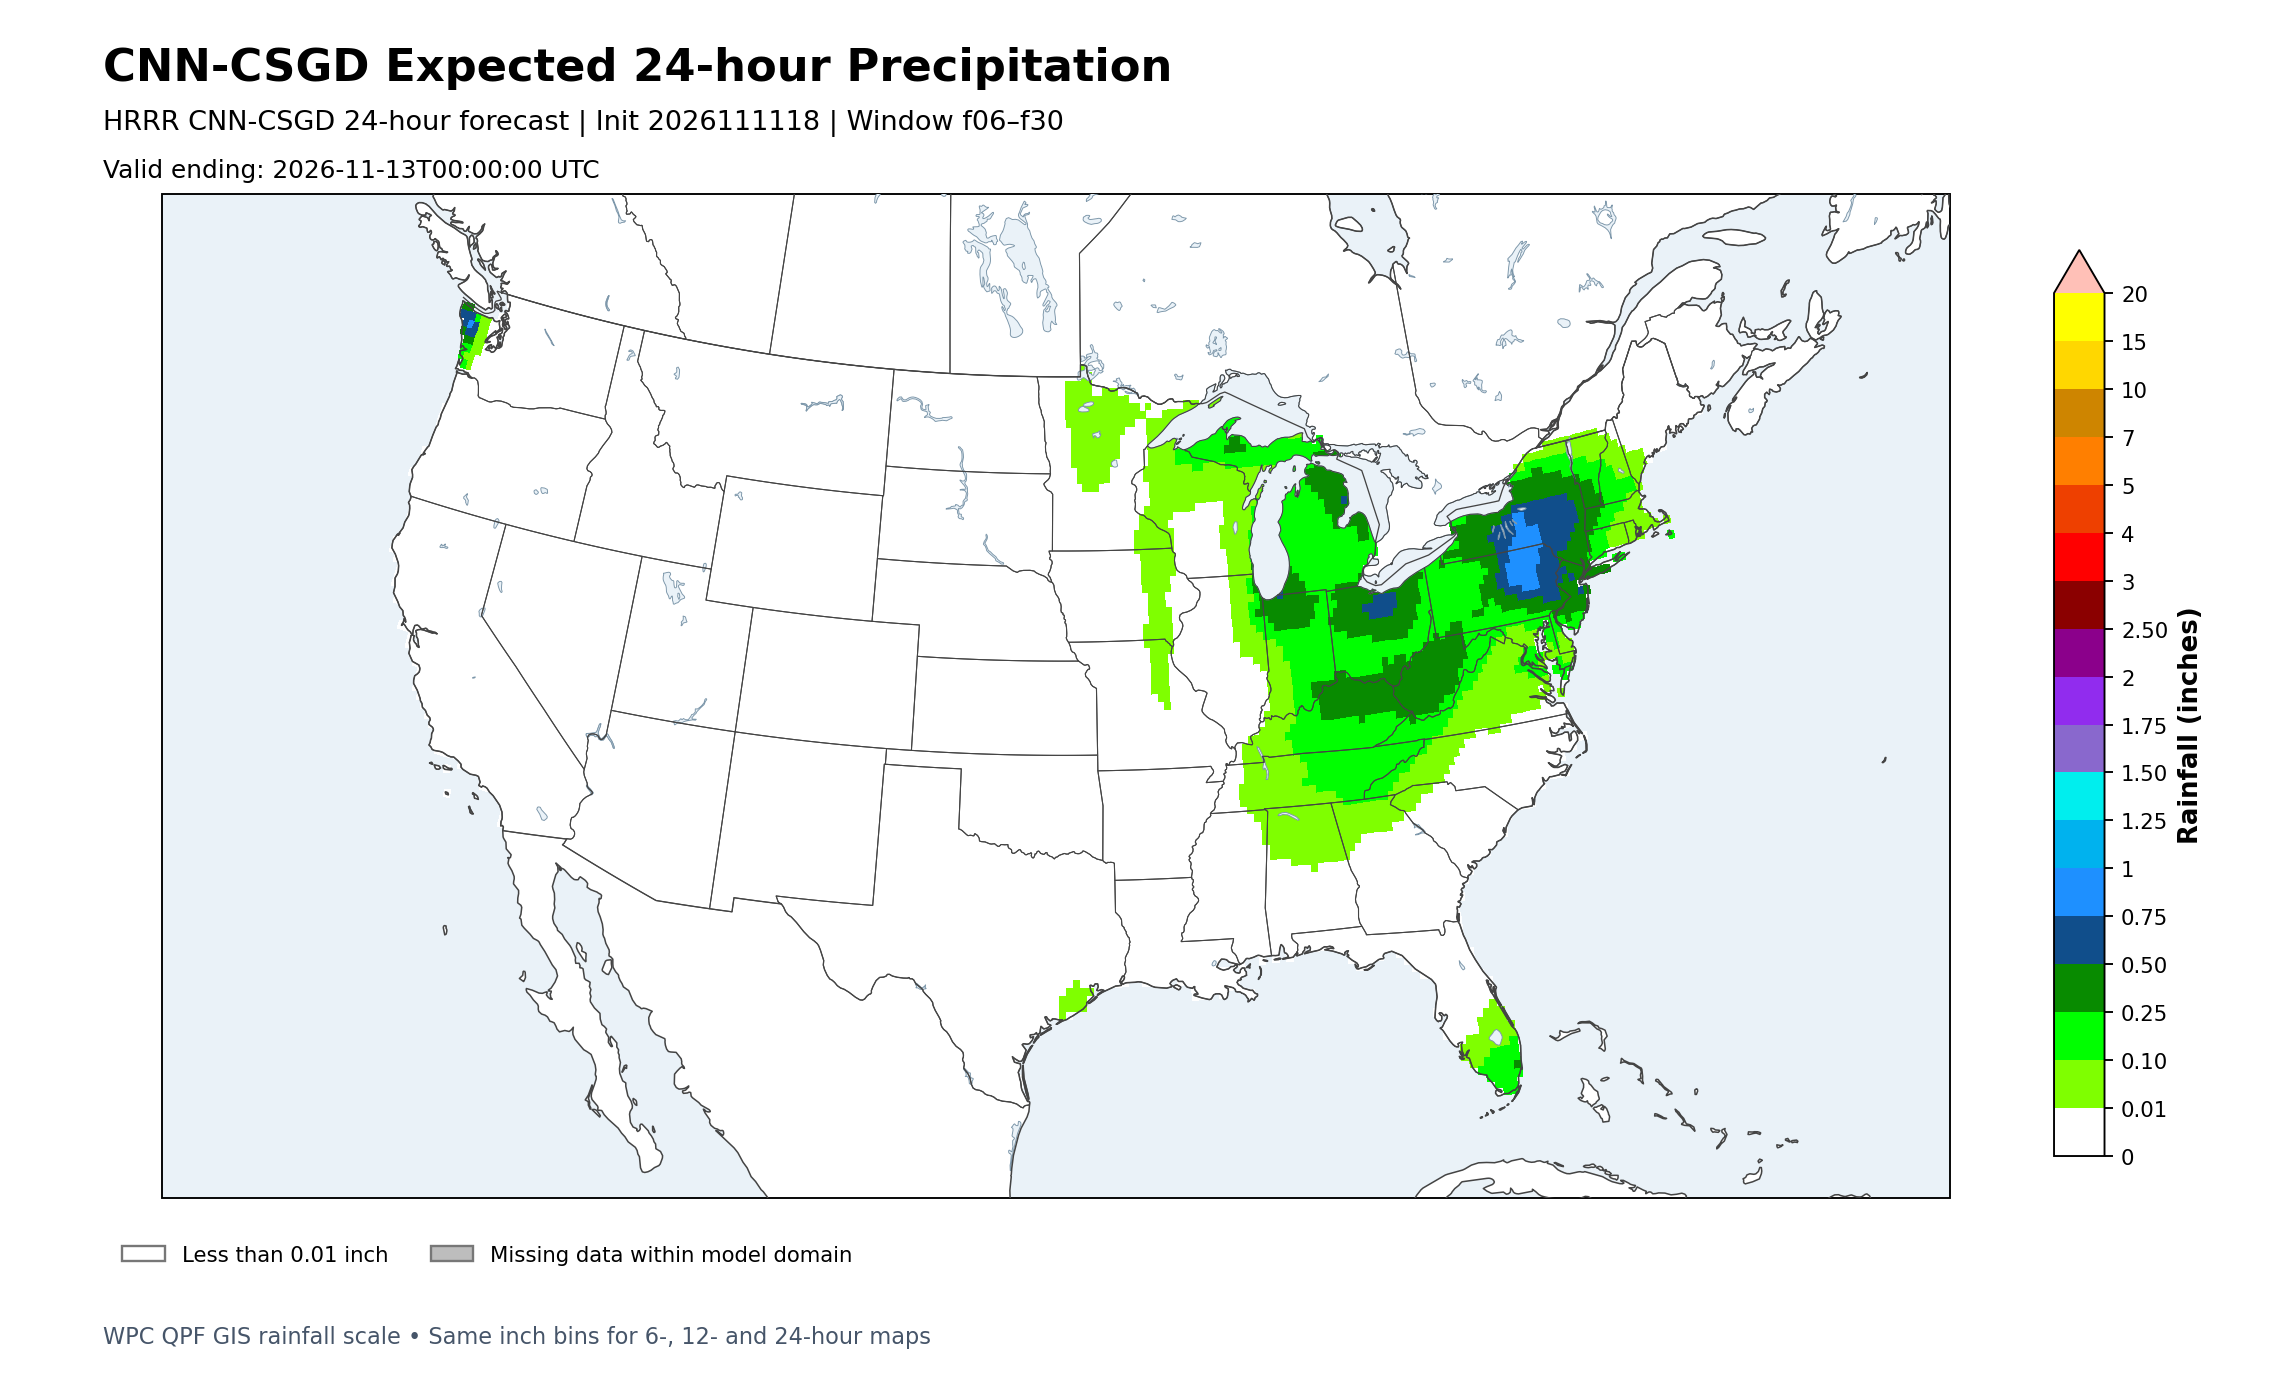 CNN-CSGD Expected 24-hour Precipitation
HRRR CNN-CSGD 24-hour forecast | Init 2026111118 | Window f06–f30
Valid ending: 2026-11-13T00:00:00 UTC
20
15
10
7
5
4
3
2.50
2
1.75
1.50
1.25
1
0.75
0.50
0.25
0.10
0.01
0
Rainfall (inches)
Less than 0.01 inch
Missing data within model domain
WPC QPF GIS rainfall scale • Same inch bins for 6-, 12- and 24-hour maps